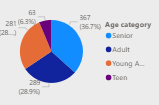 63
(6.3%)
367
(36.7%)
281
(28....)
289
(28.9%)
Age category
Senior
Adult
Young A...
Teen